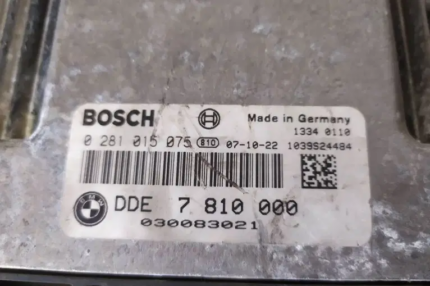 BOSCH Made in Germany
1334 0110
0 281 015 075 810 07-10-22 1039S24484
BMW
DDE 7 810 000
030083021